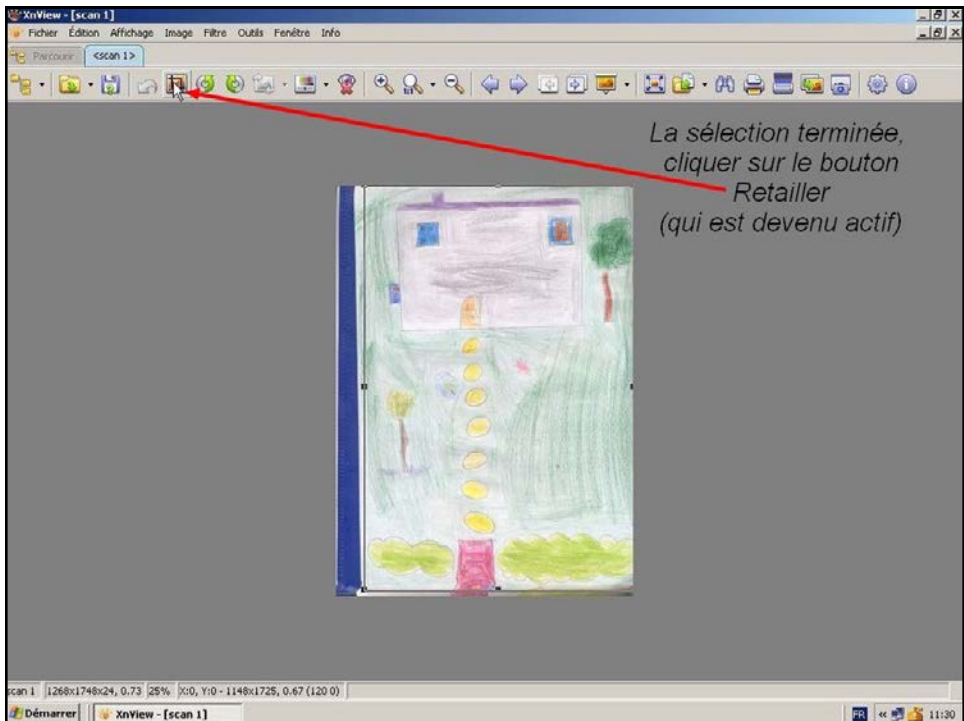 XnView - [scan 1]
Fichier Édition Affichage Image Filtre Outils Fenêtre Info
Parcourir <scan 1>
La sélection terminée,
cliquer sur le bouton
Retailler
(qui est devenu actif)
scan 1 1268x1748x24, 0.73 25% X:0, Y:0 - 1148x1725, 0.67 (120 0)
Démarrer XnView - [scan 1] FR « 11:30